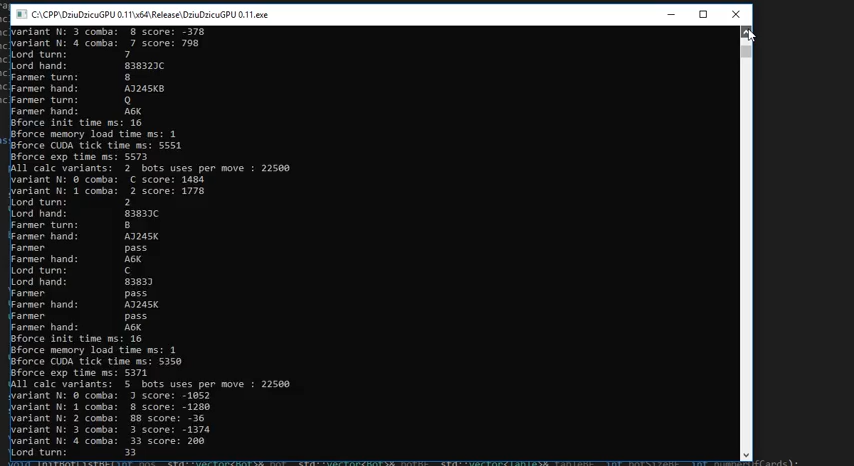 C:\CPP\DziuDzicuGPU 0.11\x64\Release\DziuDzicuGPU 0.11.exe
variant N: 3 comba: 8 score: -378
variant N: 4 comba: 7 score: 798
Lord turn: 7
Lord hand: 83832JC
Farmer turn: 8
Farmer hand: AJ245KB
Farmer turn: Q
Farmer hand: A6K
Bforce init time ms: 16
Bforce memory load time ms: 1
Bforce CUDA tick time ms: 5551
Bforce exp time ms: 5573
All calc variants: 2 bots uses per move : 22500
variant N: 0 comba: C score: 1484
variant N: 1 comba: 2 score: 1778
Lord turn: 2
Lord hand: 8383JC
Farmer turn: B
Farmer hand: AJ245K
Farmer pass
Farmer hand: A6K
Lord turn: C
Lord hand: 8383J
Farmer pass
Farmer hand: AJ245K
Farmer pass
Farmer hand: A6K
Bforce init time ms: 16
Bforce memory load time ms: 1
Bforce CUDA tick time ms: 5350
Bforce exp time ms: 5371
All calc variants: 5 bots uses per move : 22500
variant N: 0 comba: J score: -1052
variant N: 1 comba: 8 score: -1280
variant N: 2 comba: 88 score: -36
variant N: 3 comba: 3 score: -1374
variant N: 4 comba: 33 score: 200
Lord turn: 33